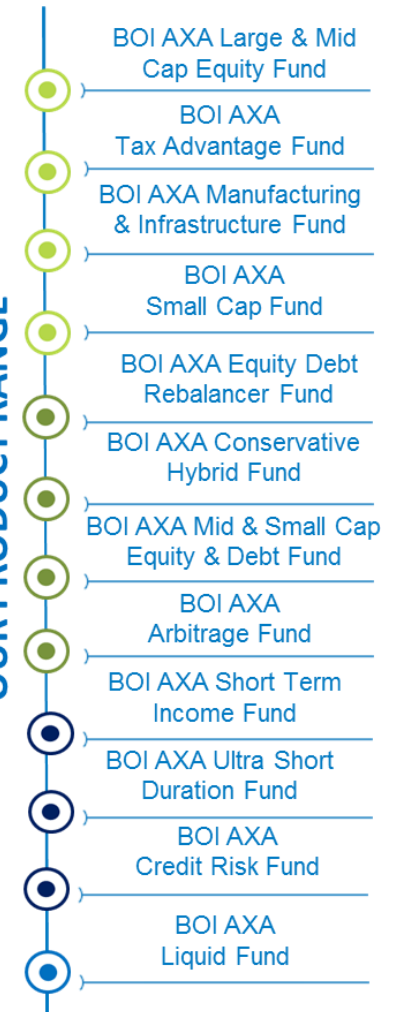 BOI AXA Large & Mid
Cap Equity Fund
BOI AXA
Tax Advantage Fund
BOI AXA Manufacturing
& Infrastructure Fund
BOI AXA
Small Cap Fund
BOI AXA Equity Debt
Rebalancer Fund
BOI AXA Conservative
Hybrid Fund
BOI AXA Mid & Small Cap
Equity & Debt Fund
BOI AXA
Arbitrage Fund
BOI AXA Short Term
Income Fund
BOI AXA Ultra Short
Duration Fund
BOI AXA
Credit Risk Fund
BOI AXA
Liquid Fund
OUR PRODUCT RANGE